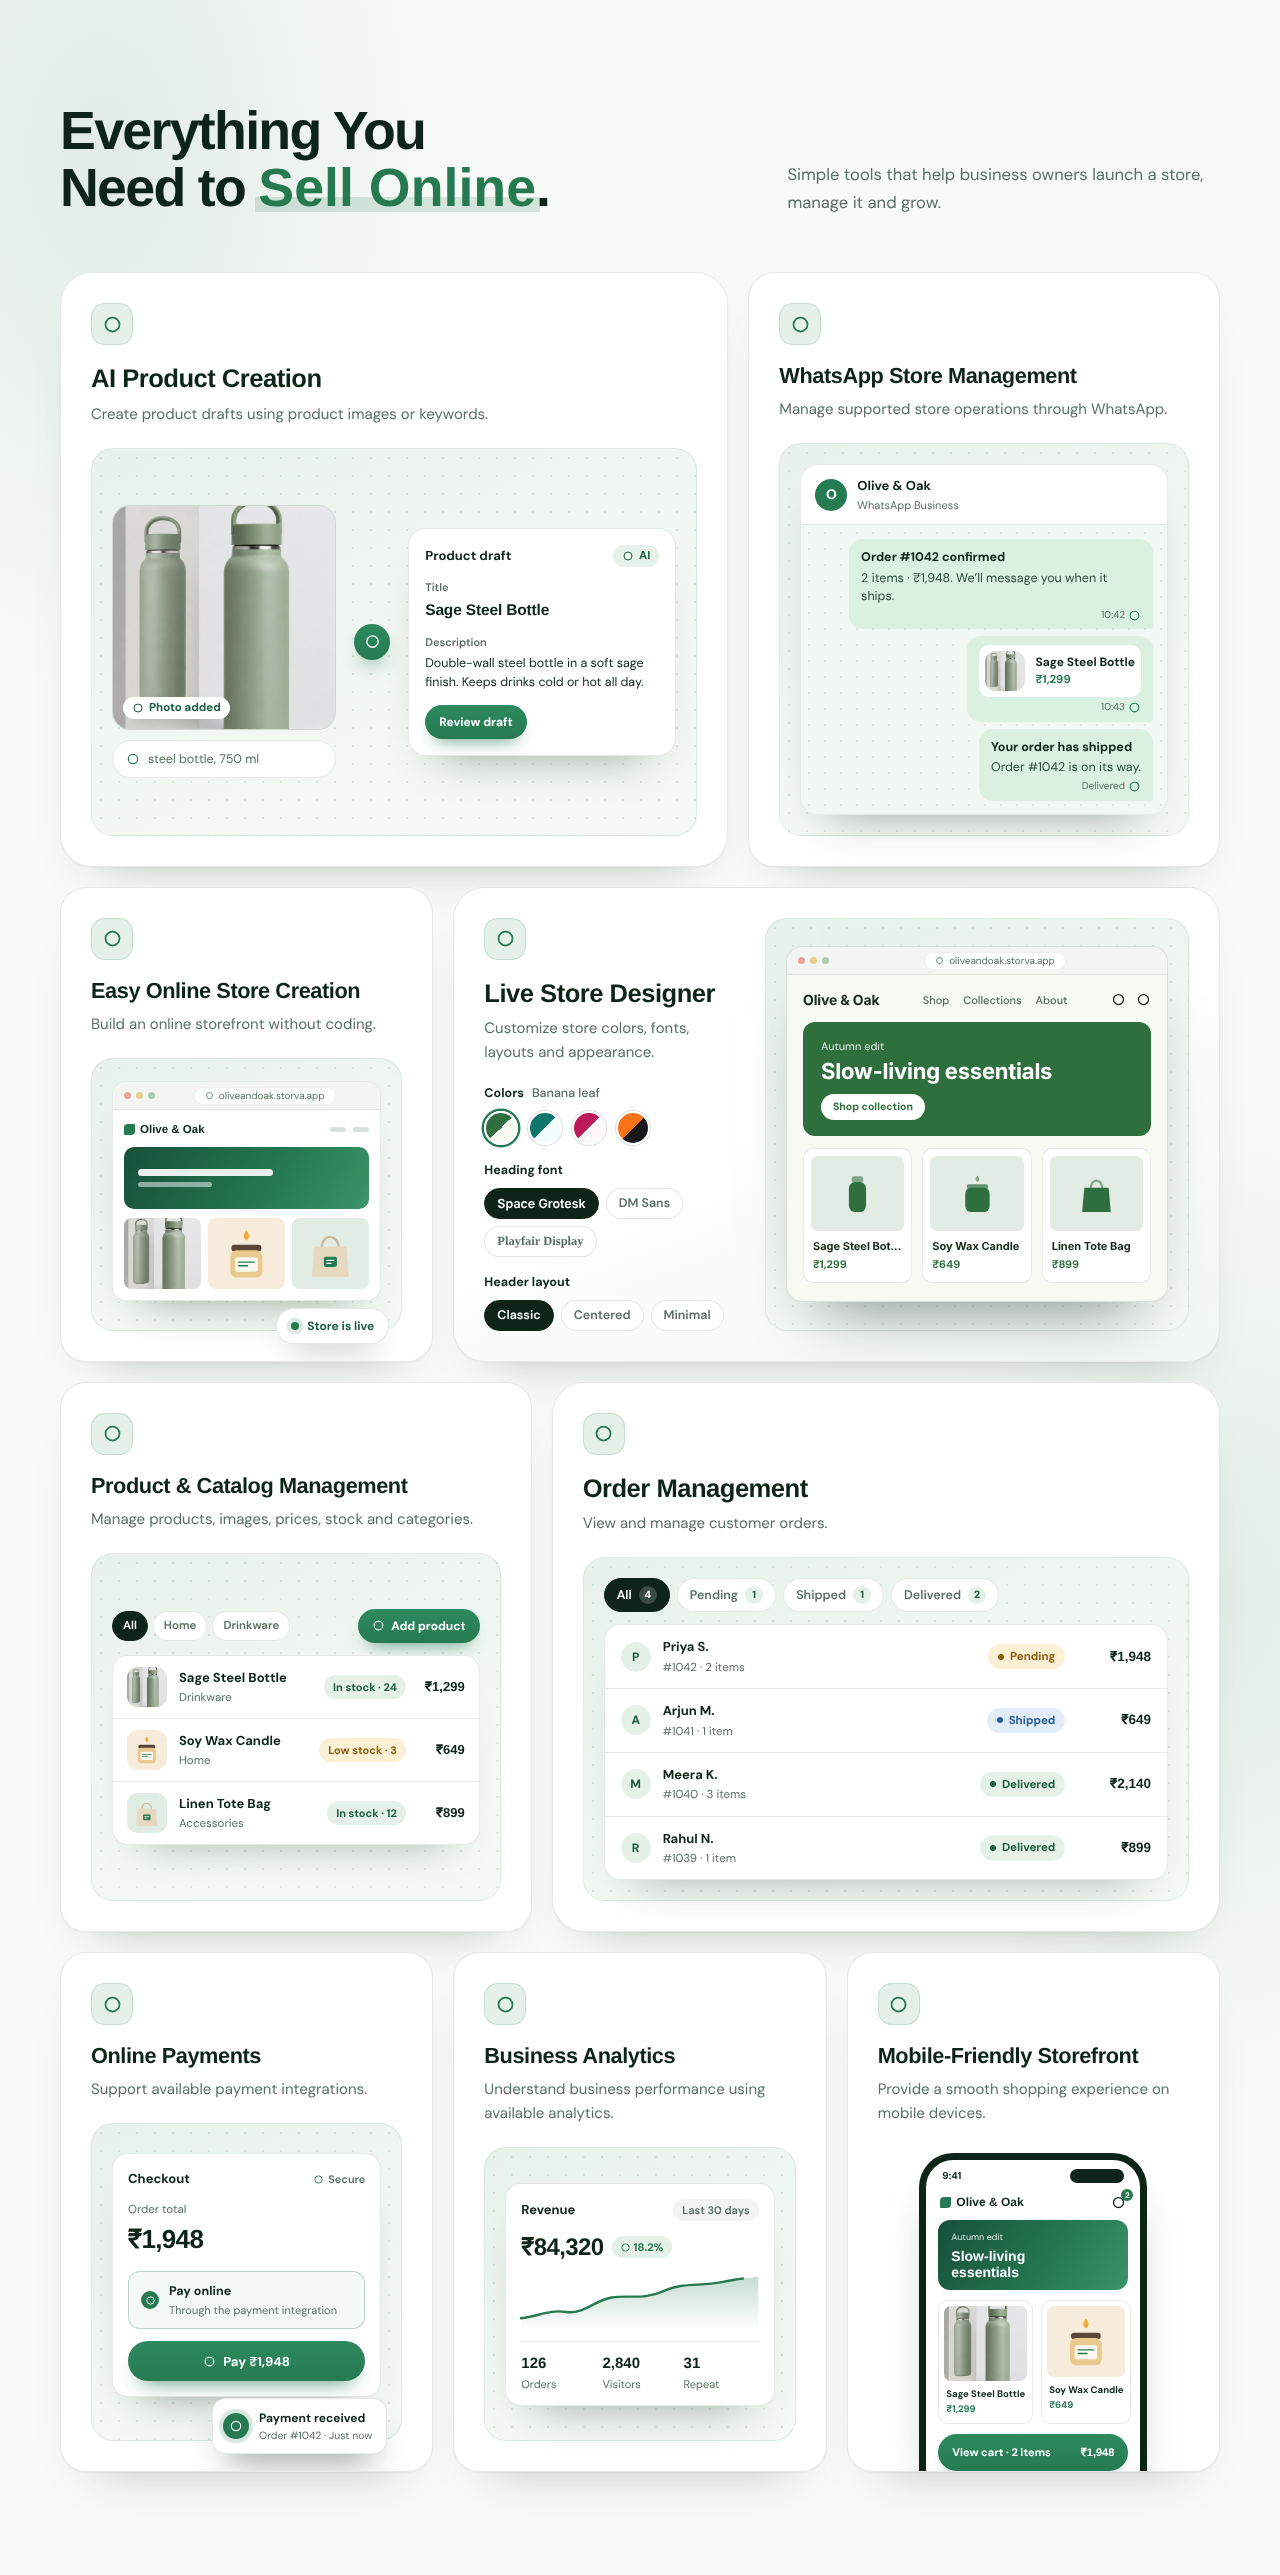 Everything You
Need to Sell Online.
Simple tools that help business owners launch a store,
manage it and grow.
AI Product Creation
Create product drafts using product images or keywords.
Photo added
steel bottle, 750 ml
Product draft
AI
Title
Sage Steel Bottle
Description
Double-wall steel bottle in a soft sage
finish. Keeps drinks cold or hot all day.
Review draft
WhatsApp Store Management
Manage supported store operations through WhatsApp.
O
Olive & Oak
WhatsApp Business
Order #1042 confirmed
2 items · ₹1,948. We'll message you when it
ships.
10:42
Sage Steel Bottle
₹1,299
10:43
Your order has shipped
Order #1042 is on its way.
Delivered
Easy Online Store Creation
Build an online storefront without coding.
oliveandoak.storva.app
Olive & Oak
Store is live
Live Store Designer
Customize store colors, fonts,
layouts and appearance.
Colors Banana leaf
Heading font
Space Grotesk DM Sans
Playfair Display
Header layout
Classic Centered Minimal
oliveandoak.storva.app
Olive & Oak Shop Collections About
Autumn edit
Slow-living essentials
Shop collection
Sage Steel Bot...
₹1,299
Soy Wax Candle
₹649
Linen Tote Bag
₹899
Product & Catalog Management
Manage products, images, prices, stock and categories.
All Home Drinkware Add product
Sage Steel Bottle
Drinkware
In stock · 24
₹1,299
Soy Wax Candle
Home
Low stock · 3
₹649
Linen Tote Bag
Accessories
In stock · 12
₹899
Order Management
View and manage customer orders.
All 4 Pending 1 Shipped 1 Delivered 2
P
Priya S.
#1042 · 2 items
Pending
₹1,948
A
Arjun M.
#1041 · 1 item
Shipped
₹649
M
Meera K.
#1040 · 3 items
Delivered
₹2,140
R
Rahul N.
#1039 · 1 item
Delivered
₹899
Online Payments
Support available payment integrations.
Checkout
Secure
Order total
₹1,948
Pay online
Through the payment integration
Pay ₹1,948
Payment received
Order #1042 · Just now
Business Analytics
Understand business performance using
available analytics.
Revenue
Last 30 days
₹84,320
18.2%
126
Orders
2,840
Visitors
31
Repeat
Mobile-Friendly Storefront
Provide a smooth shopping experience on
mobile devices.
9:41
Olive & Oak
2
Autumn edit
Slow-living
essentials
Sage Steel Bottle
₹1,299
Soy Wax Candle
₹649
View cart · 2 items
₹1,948